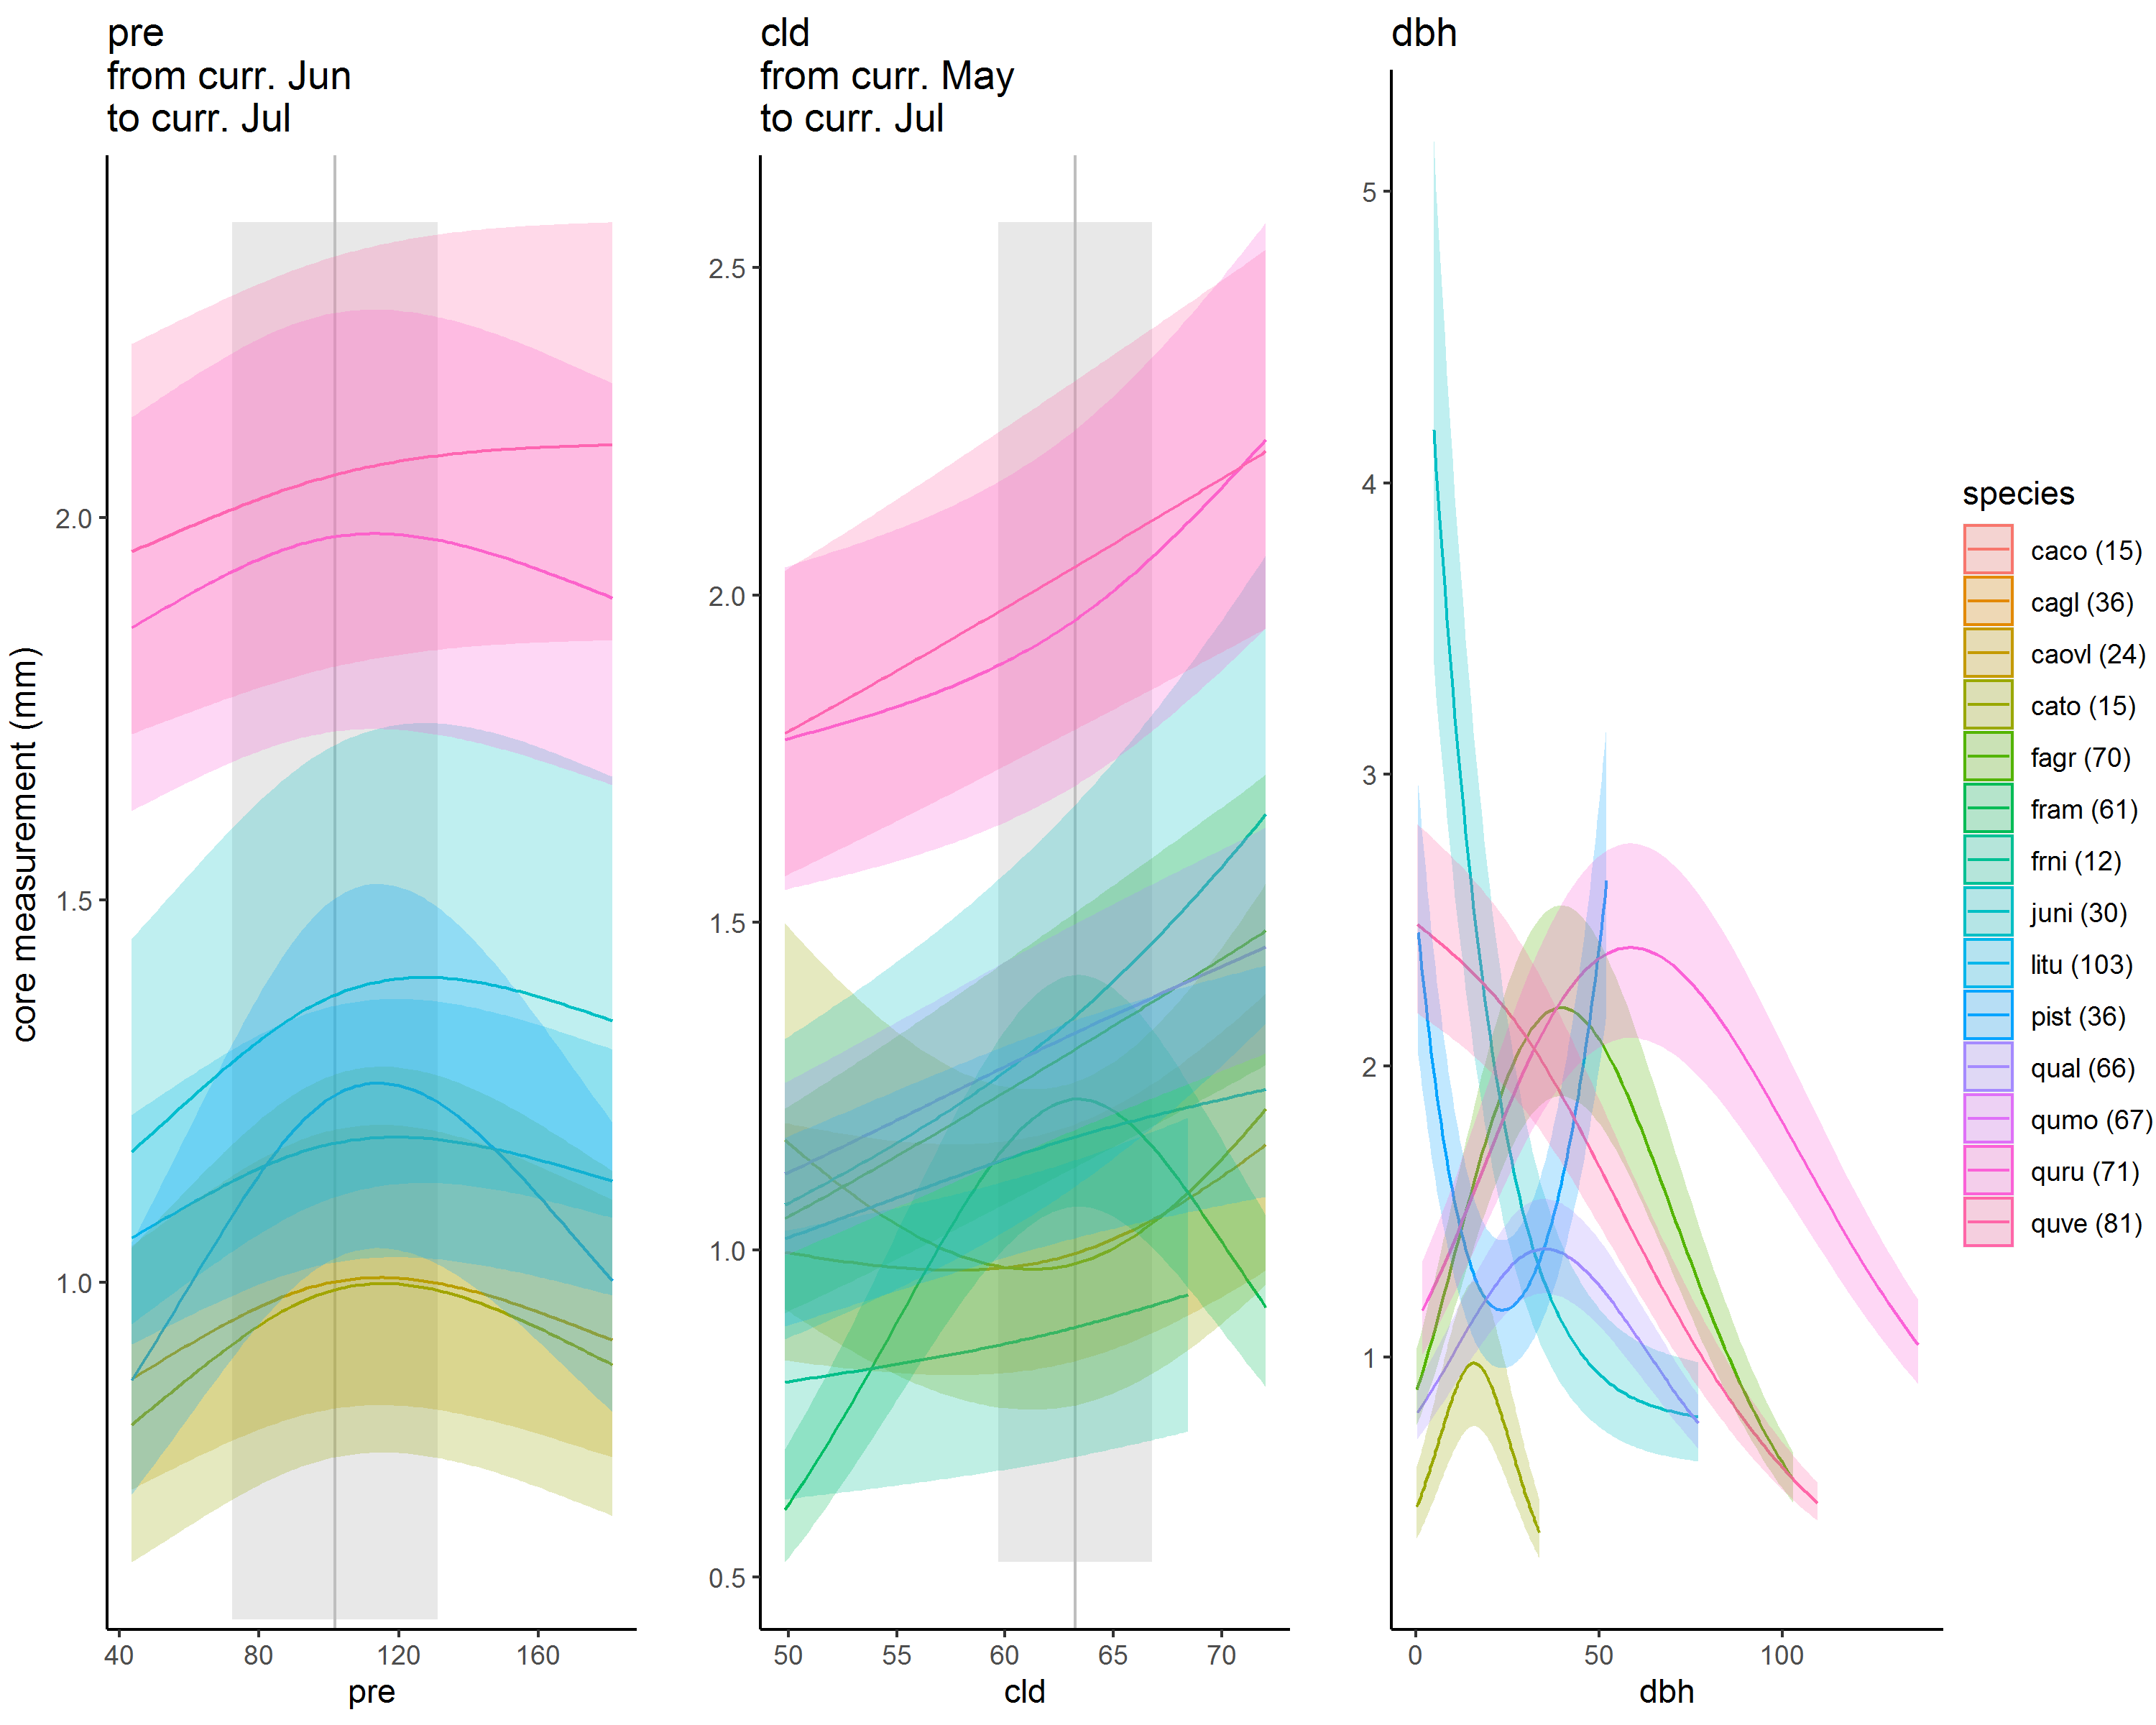 pre
from curr. Jun
to curr. Jul
cld
from curr. May
to curr. Jul
dbh
core measurement (mm)
2.0
1.5
1.0
40 80 120 160
pre
2.5
2.0
1.5
1.0
0.5
50 55 60 65 70
cld
5
4
3
2
1
0 50 100
dbh
species
caco (15)
cagl (36)
caovl (24)
cato (15)
fagr (70)
fram (61)
frni (12)
juni (30)
litu (103)
pist (36)
qual (66)
qumo (67)
quru (71)
quve (81)